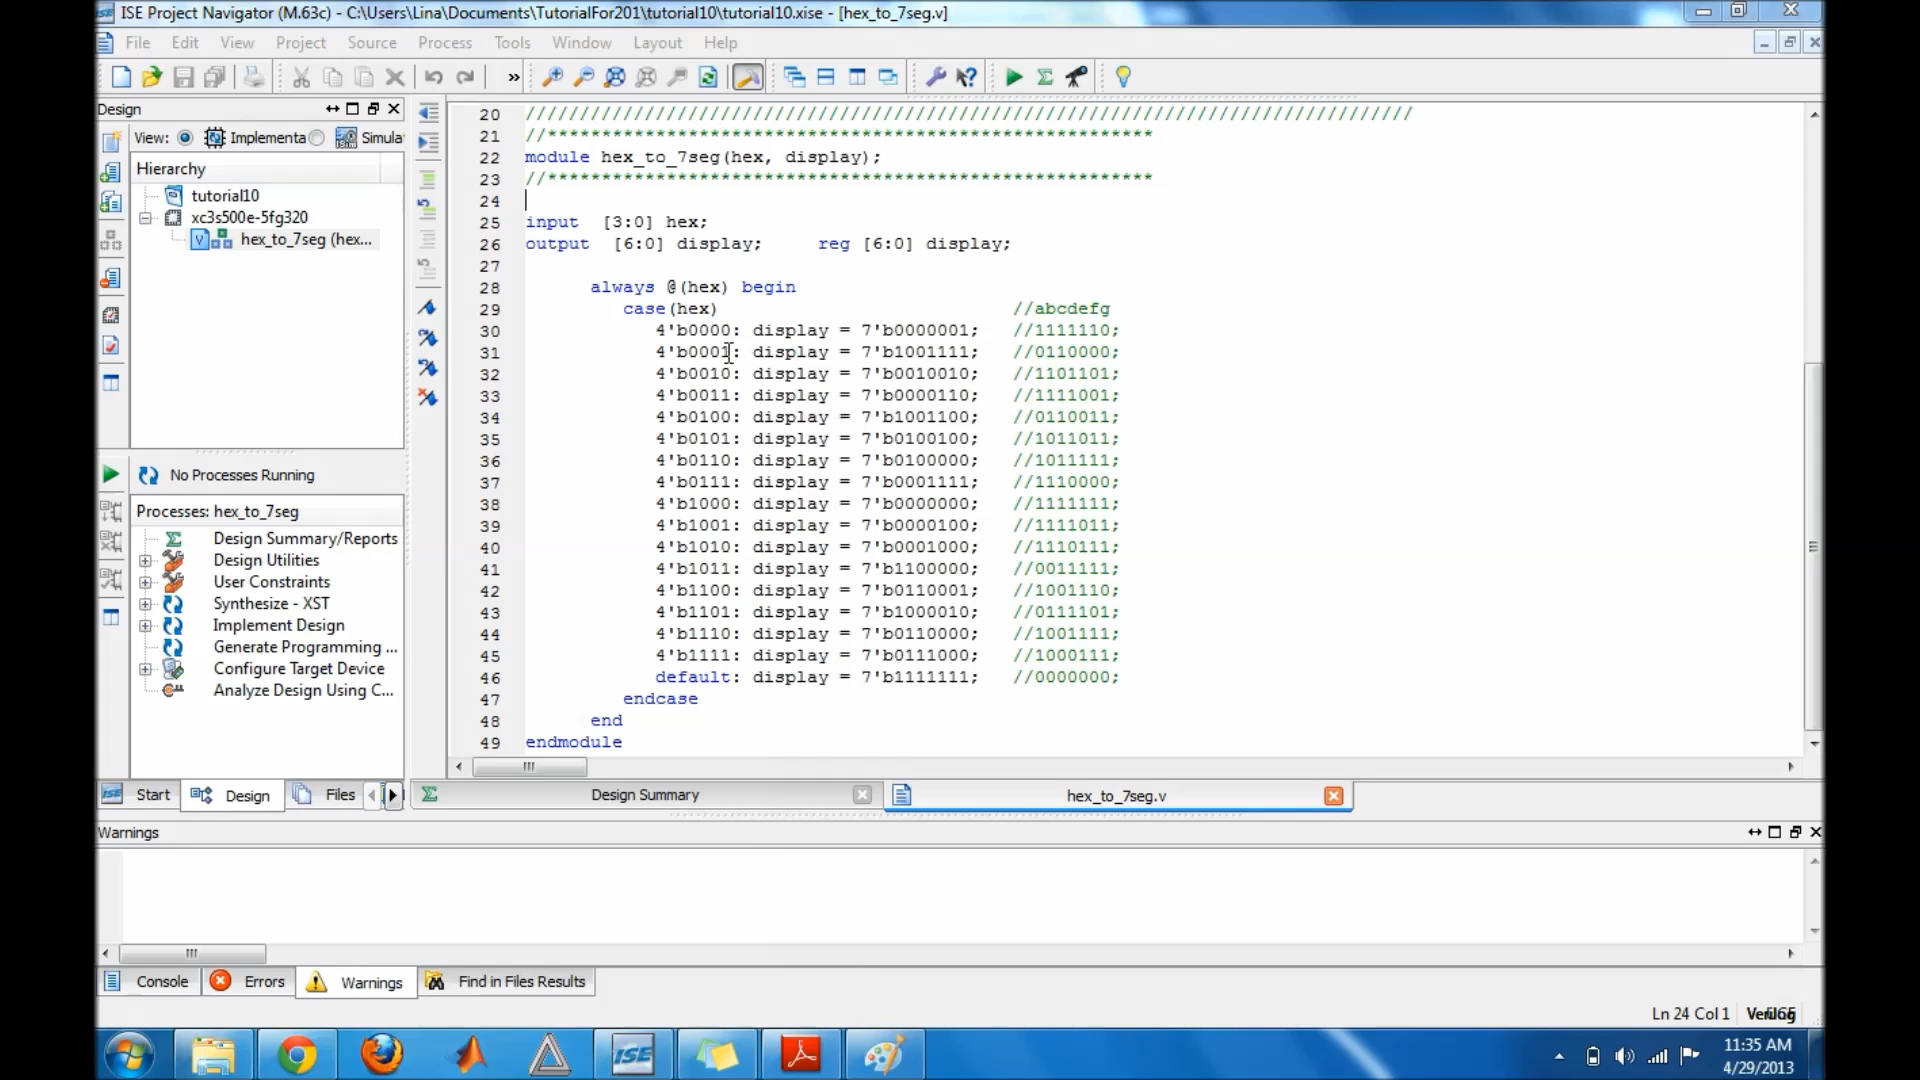 ISE Project Navigator (M.63c) - C:\Users\Lina\Documents\TutorialFor201\tutorial10\tutorial10.xise - [hex_to_7seg.v]
File Edit View Project Source Process Tools Window Layout Help
Design
View: Implementa Simula
Hierarchy
tutorial10
xc3s500e-5fg320
hex_to_7seg (hex...
No Processes Running
Processes: hex_to_7seg
Design Summary/Reports
Design Utilities
User Constraints
Synthesize - XST
Implement Design
Generate Programming ...
Configure Target Device
Analyze Design Using C...
Start Design Files
20 //////////////////////////////////////////////////////////////////////////////////
21 //********************************************************
22 module hex_to_7seg(hex, display);
23 //********************************************************
24
25 input [3:0] hex;
26 output [6:0] display; reg [6:0] display;
27
28 always @(hex) begin
29 case(hex) //abcdefg
30 4'b0000: display = 7'b0000001; //1111110;
31 4'b0001: display = 7'b1001111; //0110000;
32 4'b0010: display = 7'b0010010; //1101101;
33 4'b0011: display = 7'b0000110; //1111001;
34 4'b0100: display = 7'b1001100; //0110011;
35 4'b0101: display = 7'b0100100; //1011011;
36 4'b0110: display = 7'b0100000; //1011111;
37 4'b0111: display = 7'b0001111; //1110000;
38 4'b1000: display = 7'b0000000; //1111111;
39 4'b1001: display = 7'b0000100; //1111011;
40 4'b1010: display = 7'b0001000; //1110111;
41 4'b1011: display = 7'b1100000; //0011111;
42 4'b1100: display = 7'b0110001; //1001110;
43 4'b1101: display = 7'b1000010; //0111101;
44 4'b1110: display = 7'b0110000; //1001111;
45 4'b1111: display = 7'b0111000; //1000111;
46 default: display = 7'b1111111; //0000000;
47 endcase
48 end
49 endmodule
Design Summary hex_to_7seg.v
Warnings
Console Errors Warnings Find in Files Results
Ln 24 Col 1 Verilog
ISE
11:35 AM
4/29/2013